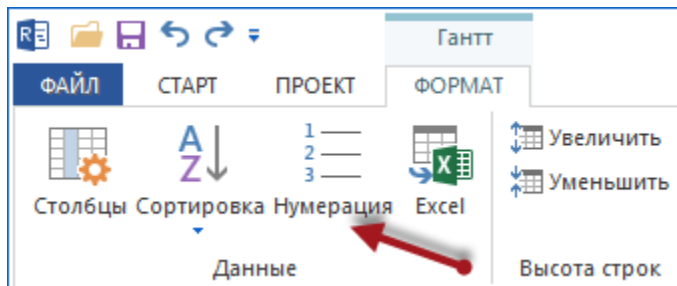 Гантт
ФАЙЛ СТАРТ ПРОЕКТ ФОРМАТ
Столбцы Сортировка Нумерация Excel
Увеличить
Уменьшить
Данные Высота строк